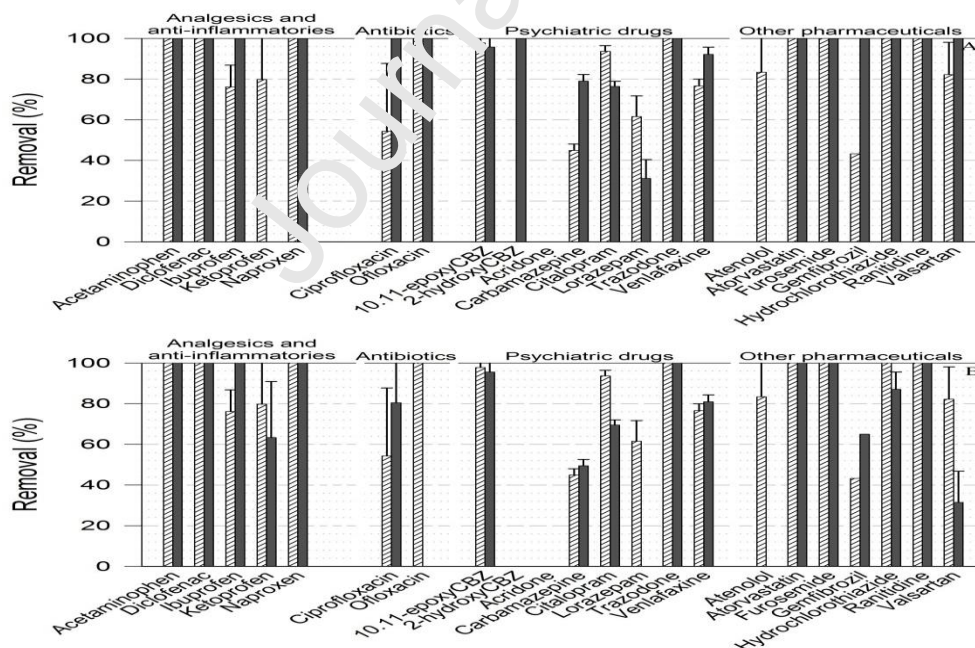 Journa
Analgesics and
anti-inflammatories
Antibiotics
Psychiatric drugs
Other pharmaceuticals
A
Removal (%)
100
80
60
40
20
0
Acetaminophen
Diclofenac
Ibuprofen
Ketoprofen
Naproxen
Ciprofloxacin
Ofloxacin
10.11-epoxyCBZ
2-hydroxyCBZ
Acridone
Carbamazepine
Citalopram
Lorazepam
Trazodone
Venlafaxine
Atenolol
Atorvastatin
Furosemide
Gemfibrozil
Hydrochlorothiazide
Ranitidine
Valsartan
Analgesics and
anti-inflammatories
Antibiotics
Psychiatric drugs
Other pharmaceuticals
Removal (%)
100
80
60
40
20
0
Acetaminophen
Diclofenac
Ibuprofen
Ketoprofen
Naproxen
Ciprofloxacin
Ofloxacin
10.11-epoxyCBZ
2-hydroxyCBZ
Acridone
Carbamazepine
Citalopram
Lorazepam
Trazodone
Venlafaxine
Atenolol
Atorvastatin
Furosemide
Gemfibrozil
Hydrochlorothiazide
Ranitidine
Valsartan